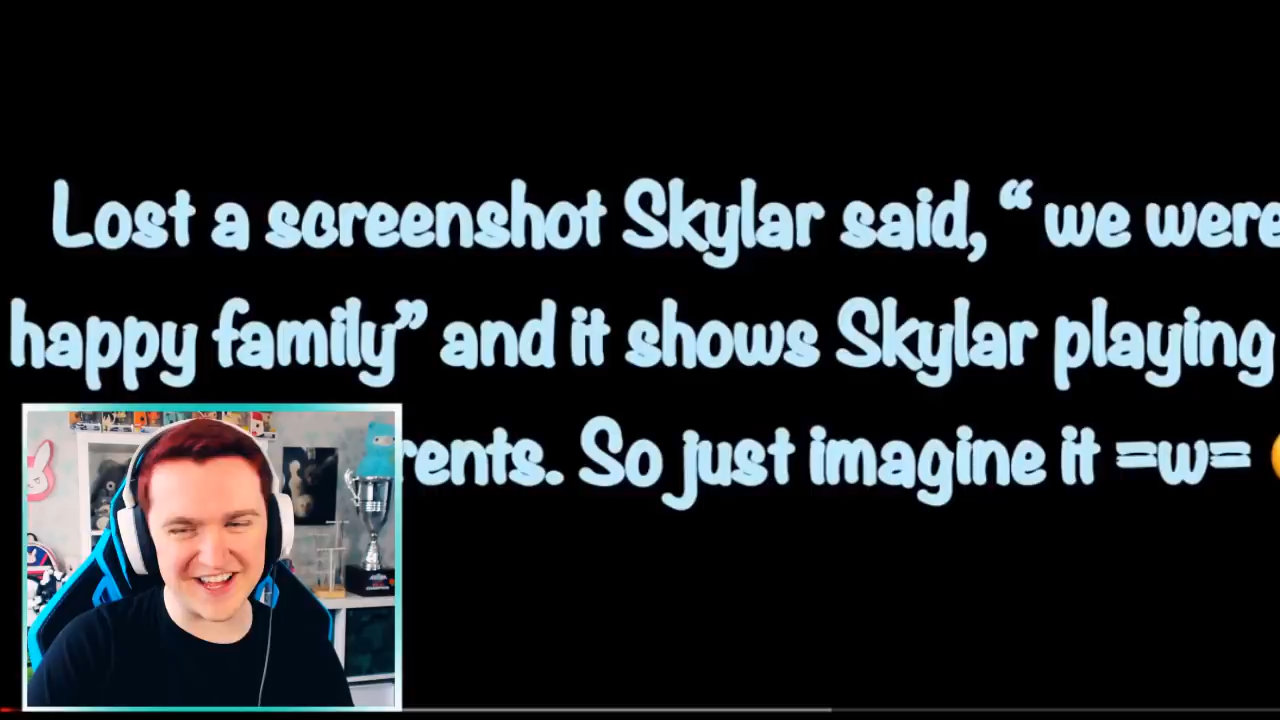 Lost a screenshot Skylar said, “ we were
happy family” and it shows Skylar playing
rents. So just imagine it =w=